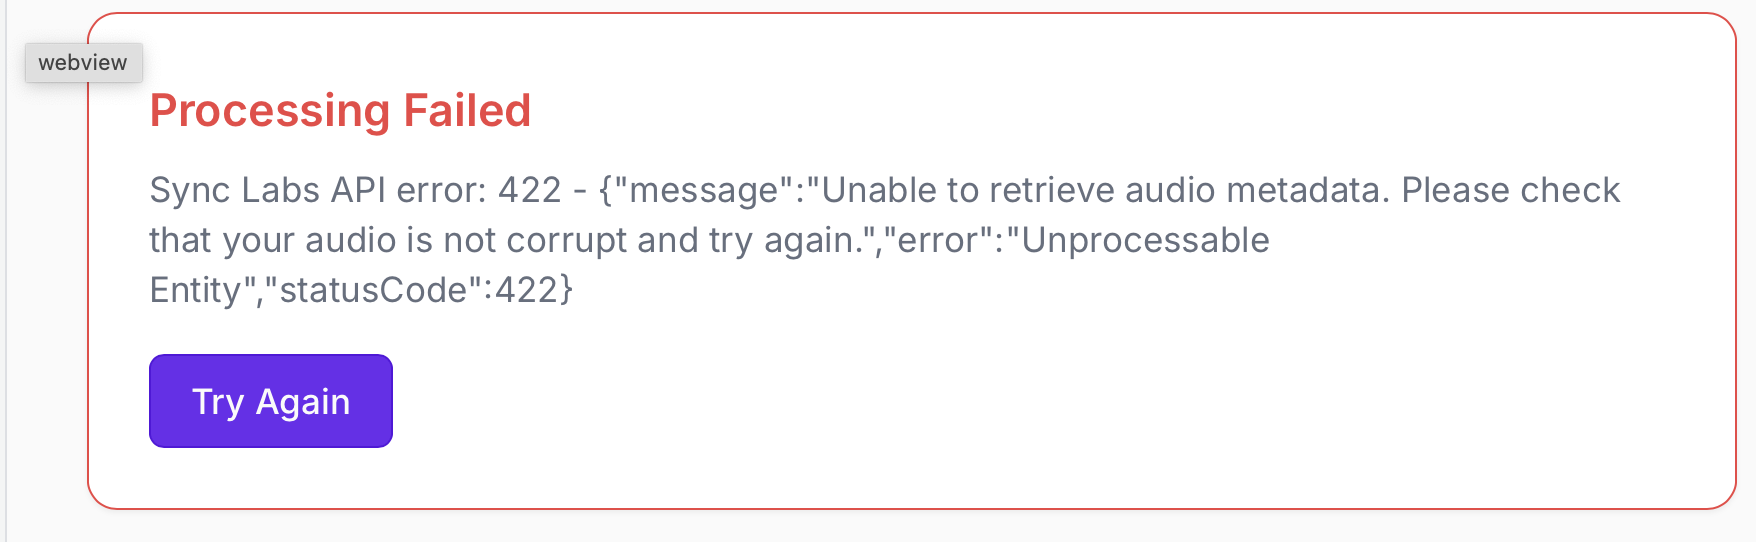 webview
Processing Failed
Sync Labs API error: 422 - {"message":"Unable to retrieve audio metadata. Please check
that your audio is not corrupt and try again.","error":"Unprocessable
Entity","statusCode":422}
Try Again